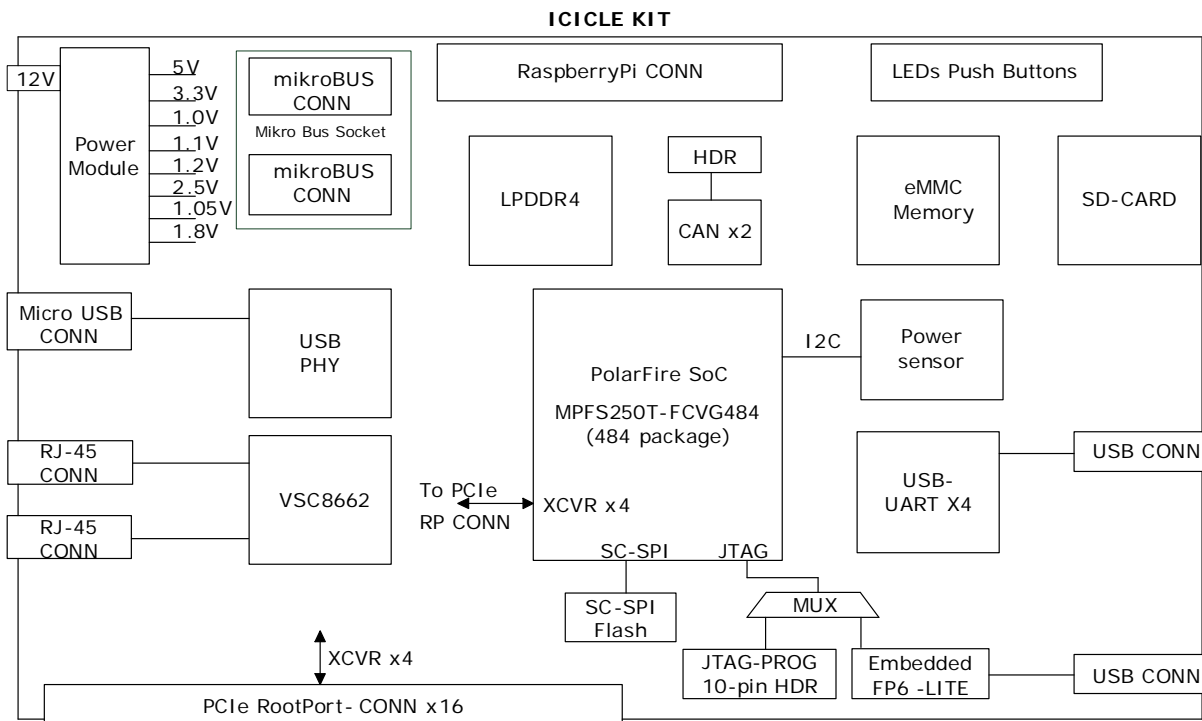 ICICLE KIT
12V
Power
Module
5V
3.3V
1.0V
1.1V
1.2V
2.5V
1.05V
1.8V
mikroBUS
CONN
Mikro Bus Socket
mikroBUS
CONN
RaspberryPi CONN
LEDs Push Buttons
LPDDR4
HDR
CAN x2
eMMC
Memory
SD-CARD
Micro USB
CONN
USB
PHY
PolarFire SoC
MPFS250T-FCVG484
(484 package)
I2C
Power
sensor
RJ-45
CONN
RJ-45
CONN
VSC8662
To PCIe
RP CONN
XCVR x4
SC-SPI
JTAG
USB-
UART X4
USB CONN
SC-SPI
Flash
MUX
JTAG-PROG
10-pin HDR
Embedded
FP6 -LITE
USB CONN
XCVR x4
PCIe RootPort- CONN x16